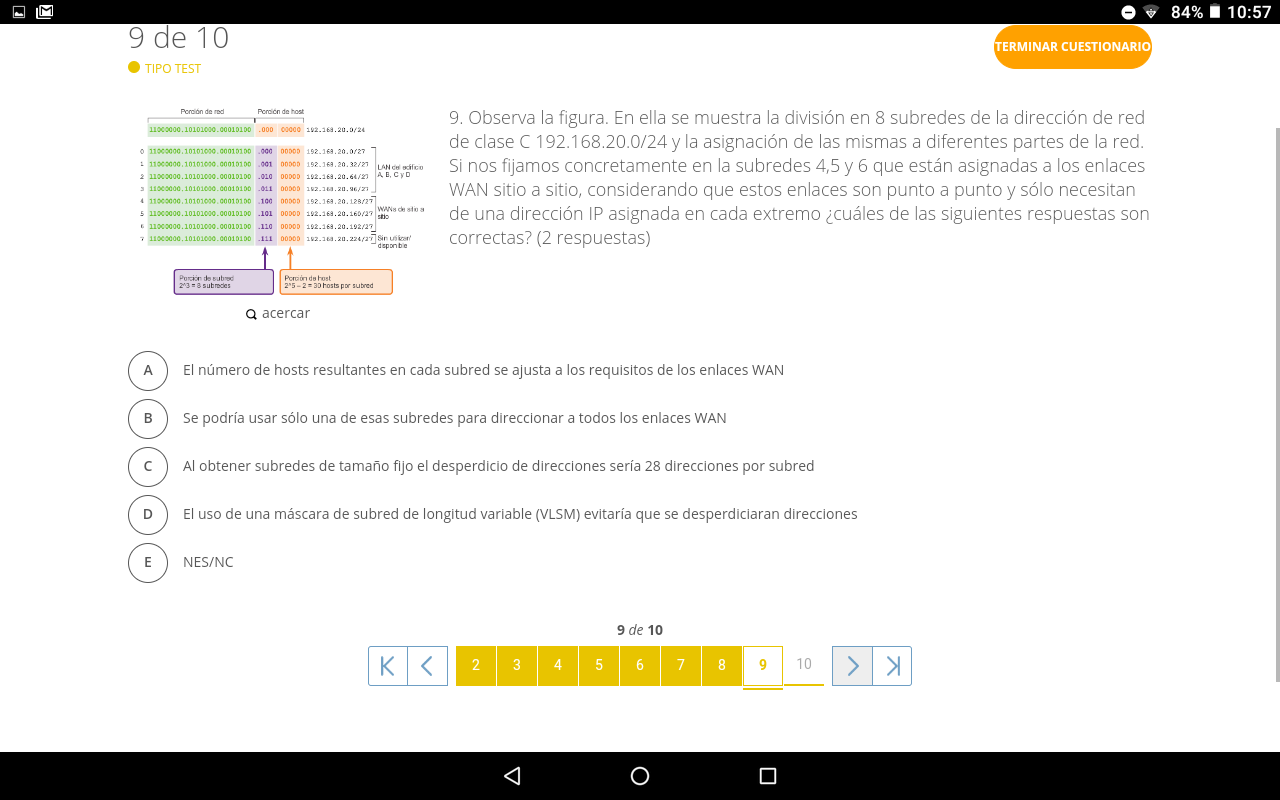 84% 10:57
9 de 10
TERMINAR CUESTIONARIO
TIPO TEST
Porción de red Porción de host
11000000.10101000.00010100 .000 00000 192.168.20.0/24
0 11000000.10101000.00010100 .000 00000 192.168.20.0/27
1 11000000.10101000.00010100 .001 00000 192.168.20.32/27
2 11000000.10101000.00010100 .010 00000 192.168.20.64/27
3 11000000.10101000.00010100 .011 00000 192.168.20.96/27
LAN del edificio
A, B, C y D
4 11000000.10101000.00010100 .100 00000 192.168.20.128/27
5 11000000.10101000.00010100 .101 00000 192.168.20.160/27
6 11000000.10101000.00010100 .110 00000 192.168.20.192/27
WANs de sitio a
sitio
7 11000000.10101000.00010100 .111 00000 192.168.20.224/27
Sin utilizar/
disponible
Porción de subred
2^3 = 8 subredes
Porción de host
2^5 – 2 = 30 hosts por subred
acercar
9. Observa la figura. En ella se muestra la división en 8 subredes de la dirección de red
de clase C 192.168.20.0/24 y la asignación de las mismas a diferentes partes de la red.
Si nos fijamos concretamente en la subredes 4,5 y 6 que están asignadas a los enlaces
WAN sitio a sitio, considerando que estos enlaces son punto a punto y sólo necesitan
de una dirección IP asignada en cada extremo ¿cuáles de las siguientes respuestas son
correctas? (2 respuestas)
A El número de hosts resultantes en cada subred se ajusta a los requisitos de los enlaces WAN
B Se podría usar sólo una de esas subredes para direccionar a todos los enlaces WAN
C Al obtener subredes de tamaño fijo el desperdicio de direcciones sería 28 direcciones por subred
D El uso de una máscara de subred de longitud variable (VLSM) evitaría que se desperdiciaran direcciones
E NES/NC
9 de 10
2 3 4 5 6 7 8 9 10